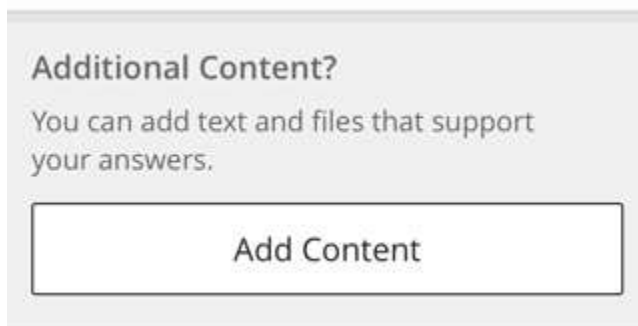 Additional Content?
You can add text and files that support
your answers.
Add Content